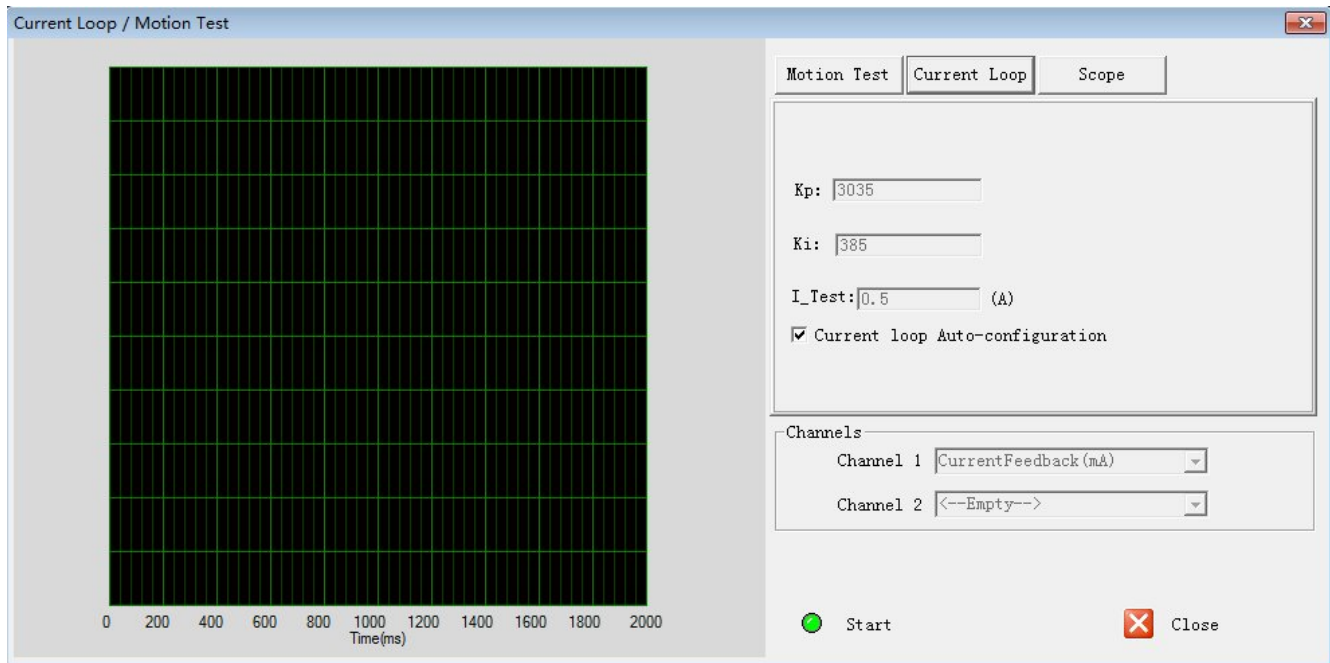 Current Loop / Motion Test
Motion Test Current Loop Scope
Kp: 3035
Ki: 385
I_Test: 0.5 (A)
Current loop Auto-configuration
Channels
Channel 1 CurrentFeedback(mA)
Channel 2 <--Empty-->
0 200 400 600 800 1000 1200 1400 1600 1800 2000
Time(ms)
Start Close